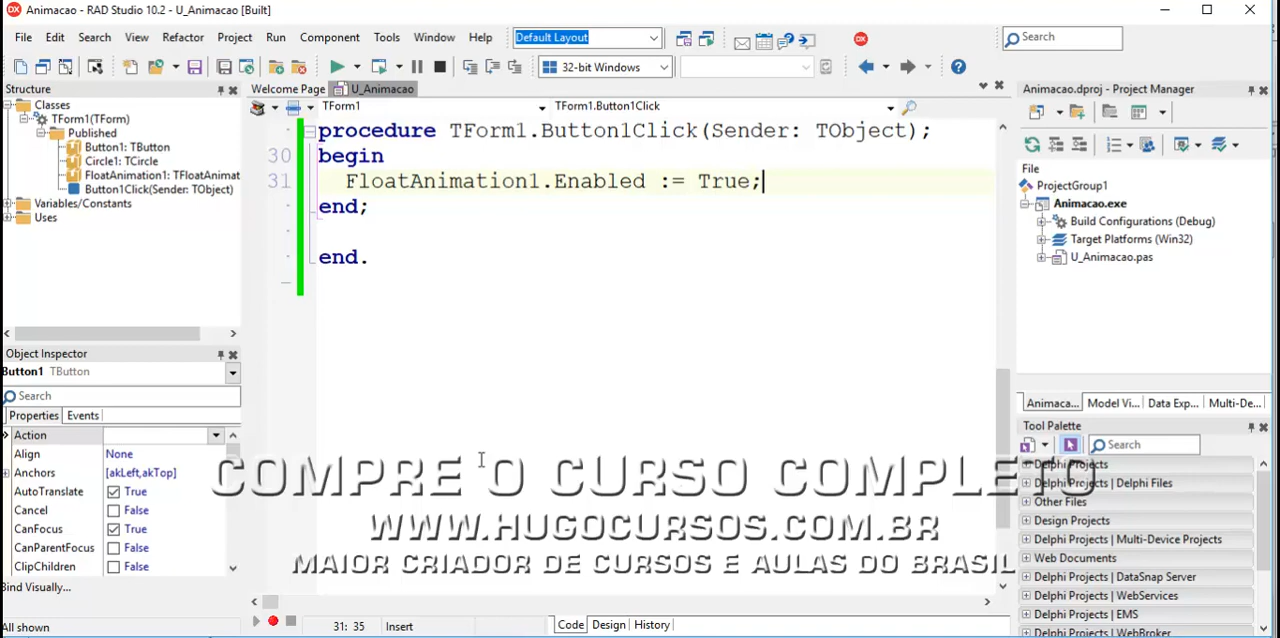 Animacao - RAD Studio 10.2 - U_Animacao [Built]
File Edit Search View Refactor Project Run Component Tools Window Help
Default Layout
Search
32-bit Windows
Structure
Classes
TForm1(TForm)
Published
Button1: TButton
Circle1: TCircle
FloatAnimation1: TFloatAnimat
Button1Click(Sender: TObject)
Variables/Constants
Uses
Object Inspector
Button1 TButton
Search
Properties Events
Action
Align None
Anchors [akLeft,akTop]
AutoTranslate True
Cancel False
CanFocus True
CanParentFocus False
ClipChildren False
Bind Visually...
All shown
Welcome Page U_Animacao
TForm1 TForm1.Button1Click
procedure TForm1.Button1Click(Sender: TObject);
30 begin
31 FloatAnimation1.Enabled := True;
end;
end.
COMPRE O CURSO COMPLETO
WWW.HUGOCURSOS.COM.BR
MAIOR CRIADOR DE CURSOS E AULAS DO BRASIL
31: 35 Insert Code Design History
Animacao.dproj - Project Manager
File
ProjectGroup1
Animacao.exe
Build Configurations (Debug)
Target Platforms (Win32)
U_Animacao.pas
Animaca... Model Vi... Data Exp... Multi-De...
Tool Palette
Search
Delphi Projects
Delphi Projects | Delphi Files
Other Files
Design Projects
Delphi Projects | Multi-Device Projects
Web Documents
Delphi Projects | DataSnap Server
Delphi Projects | WebServices
Delphi Projects | EMS
Delphi Projects | WebBroker